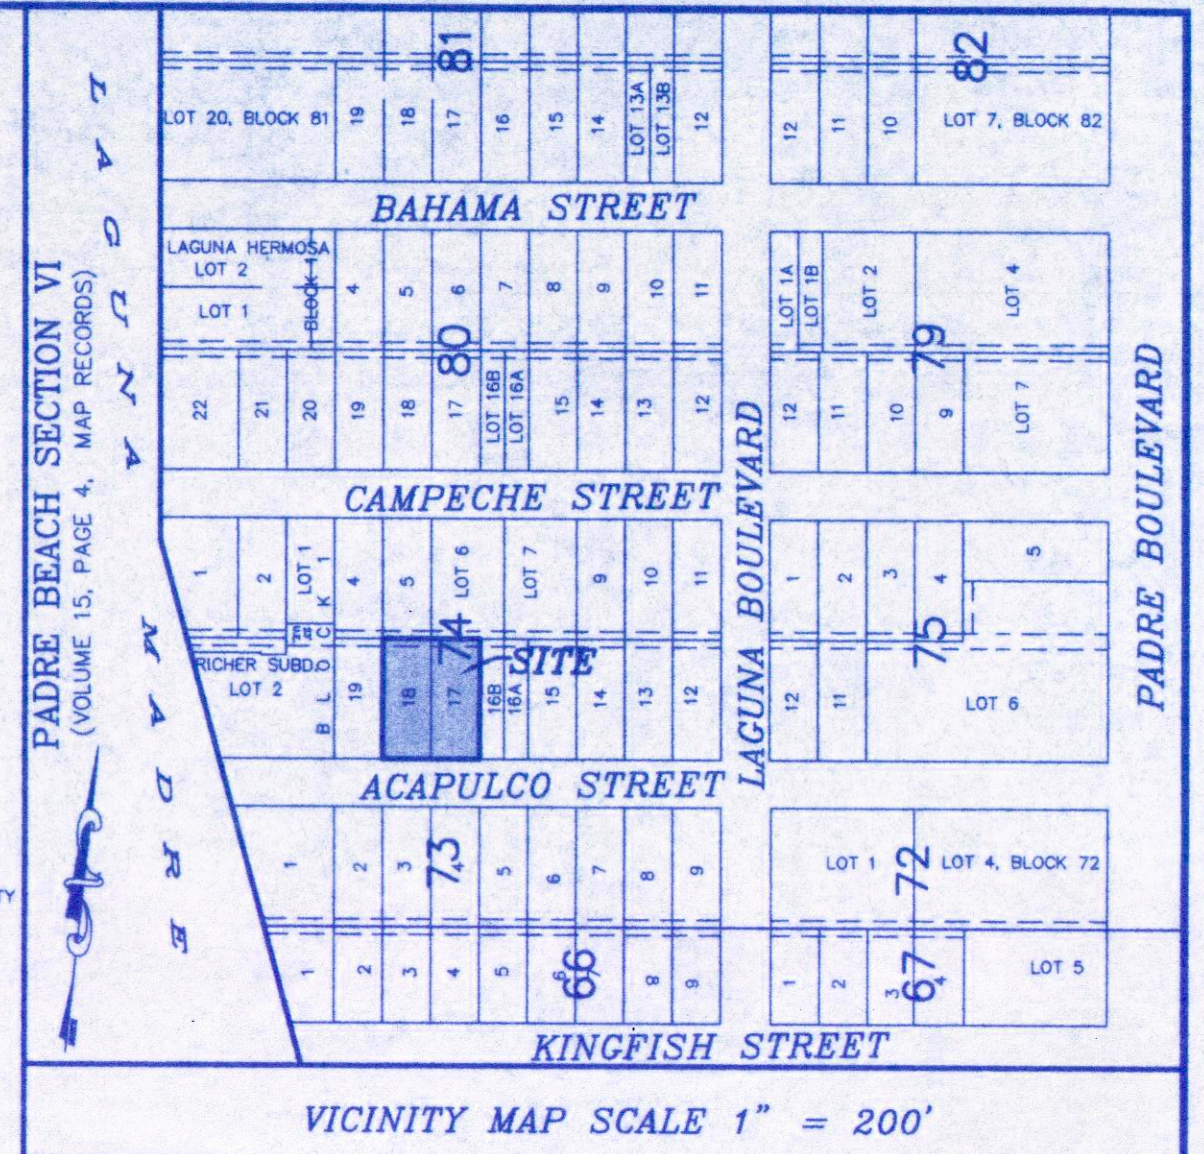 PADRE BEACH SECTION VI
(VOLUME 15, PAGE 4, MAP RECORDS)
LAGUNA MADRE
81
82
LOT 20, BLOCK 81
19
18
17
16
15
14
LOT 13A
LOT 13B
12
12
11
10
LOT 7, BLOCK 82
BAHAMA STREET
LAGUNA HERMOSA
LOT 2
LOT 1
BLOCK 1
4
5
6
7
8
9
10
11
LOT 1A
LOT 1B
LOT 2
LOT 4
80
79
22
21
20
19
18
17
LOT 16B
LOT 16A
15
14
13
12
12
11
10
9
LOT 7
CAMPECHE STREET
LAGUNA BOULEVARD
PADRE BOULEVARD
1
2
LOT 1
4
5
LOT 6
LOT 7
9
10
11
1
2
3
4
5
74
75
RICHER SUBD.
LOT 2
BLOCK 1
19
18
17
SITE
16B
16A
15
14
13
12
12
11
LOT 6
ACAPULCO STREET
1
2
3
73
5
6
7
8
9
LOT 1
72
LOT 4, BLOCK 72
1
2
3
4
5
66
8
9
1
2
3
67
4
LOT 5
KINGFISH STREET
VICINITY MAP SCALE 1" = 200'